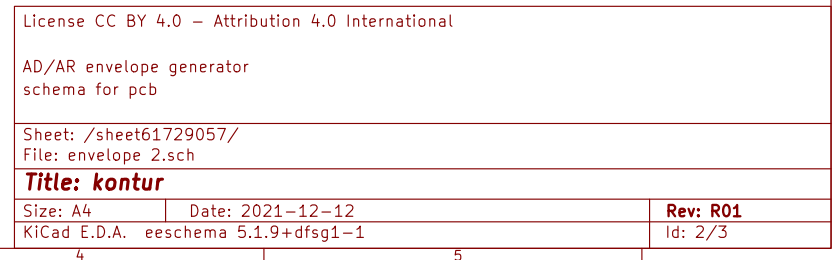 License CC BY 4.0 – Attribution 4.0 International
AD/AR envelope generator
schema for pcb
Sheet: /sheet61729057/
File: envelope 2.sch
Title: kontur
Size: A4 Date: 2021–12–12 Rev: R01
KiCad E.D.A. eeschema 5.1.9+dfsg1–1 Id: 2/3
4 5